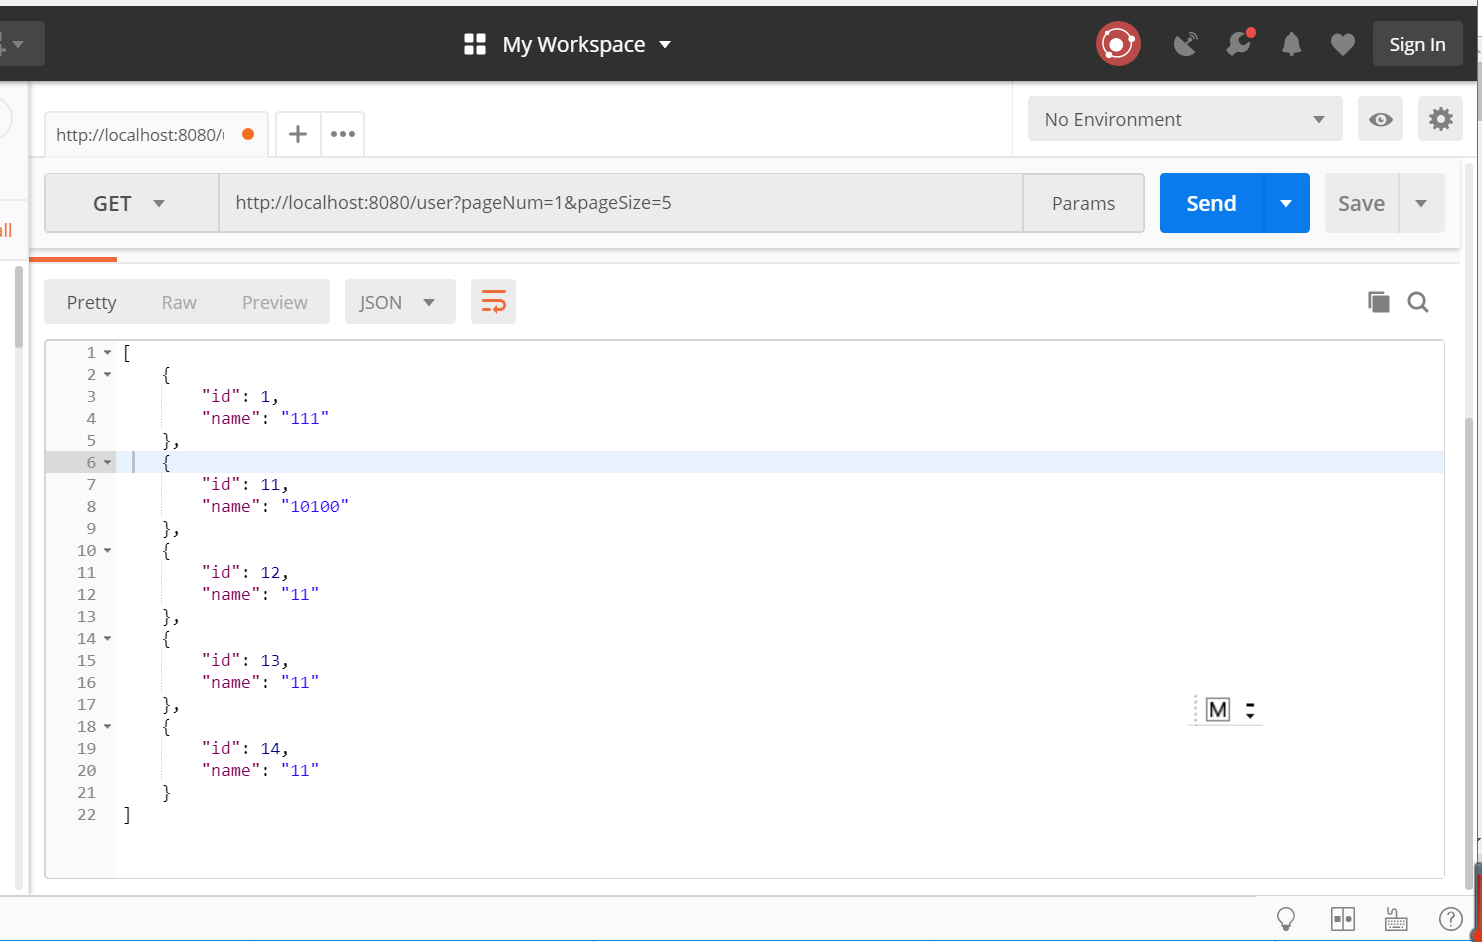 My Workspace
Sign In
http://localhost:8080/
No Environment
GET
http://localhost:8080/user?pageNum=1&pageSize=5
Params
Send
Save
all
Pretty
Raw
Preview
JSON
1 [
2 {
3 "id": 1,
4 "name": "111"
5 },
6 {
7 "id": 11,
8 "name": "10100"
9 },
10 {
11 "id": 12,
12 "name": "11"
13 },
14 {
15 "id": 13,
16 "name": "11"
17 },
18 {
19 "id": 14,
20 "name": "11"
21 }
22 ]
M